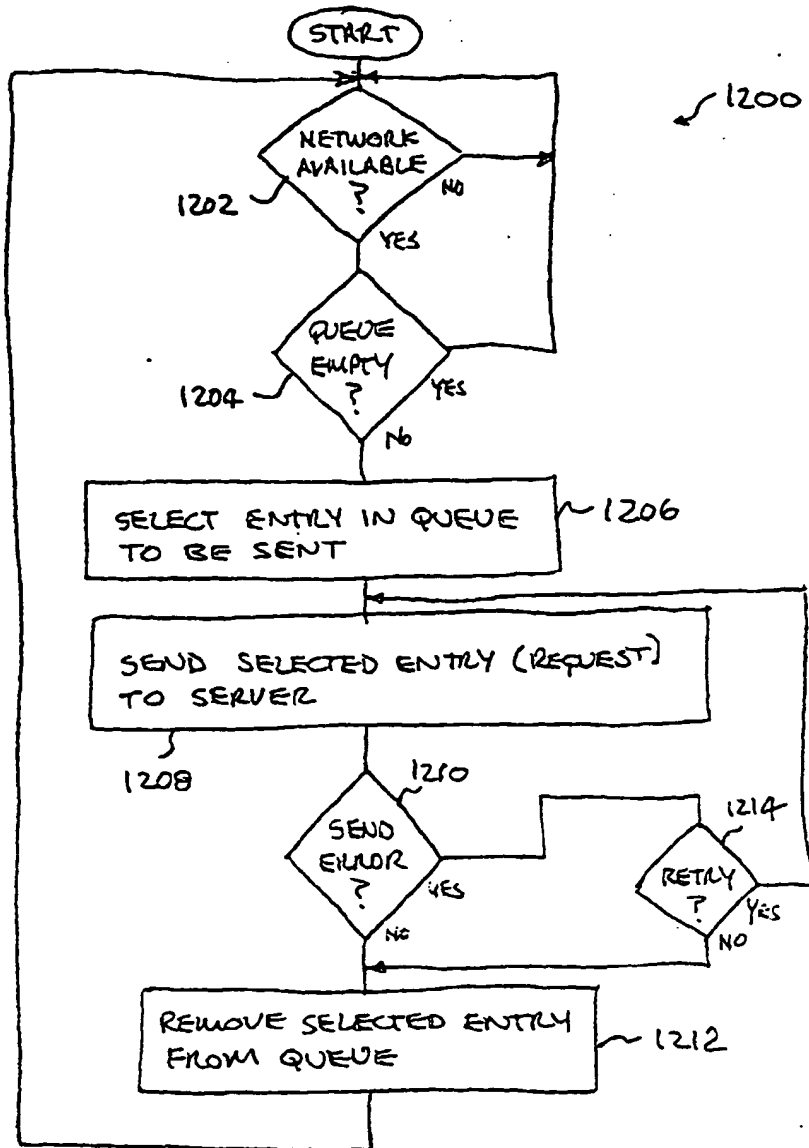 START
1200
NETWORK
AVAILABLE
?
1202
NO
YES
QUEUE
EMPTY
?
1204
YES
NO
SELECT ENTRY IN QUEUE
TO BE SENT
1206
SEND SELECTED ENTRY (REQUEST)
TO SERVER
1208
1210
SEND
ERROR
?
YES
NO
1214
RETRY
?
YES
NO
REMOVE SELECTED ENTRY
FROM QUEUE
1212